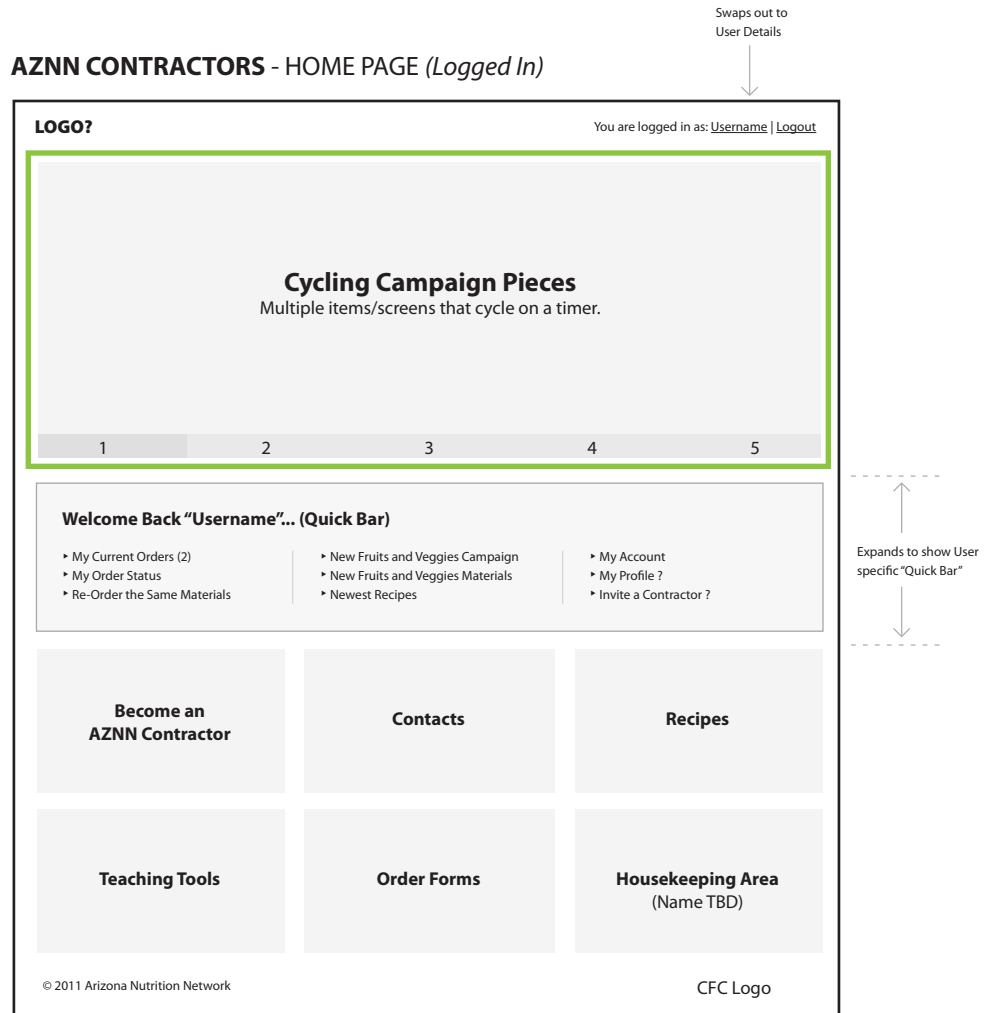 Swaps out to
User Details
AZNN CONTRACTORS - HOME PAGE (Logged In)
LOGO?
You are logged in as: Username | Logout
Cycling Campaign Pieces
Multiple items/screens that cycle on a timer.
1 2 3 4 5
Welcome Back “Username”... (Quick Bar)
‣ My Current Orders (2)
‣ My Order Status
‣ Re-Order the Same Materials
‣ New Fruits and Veggies Campaign
‣ New Fruits and Veggies Materials
‣ Newest Recipes
‣ My Account
‣ My Profile ?
‣ Invite a Contractor ?
Expands to show User
specific “Quick Bar”
Become an
AZNN Contractor
Contacts
Recipes
Teaching Tools
Order Forms
Housekeeping Area
(Name TBD)
© 2011 Arizona Nutrition Network
CFC Logo